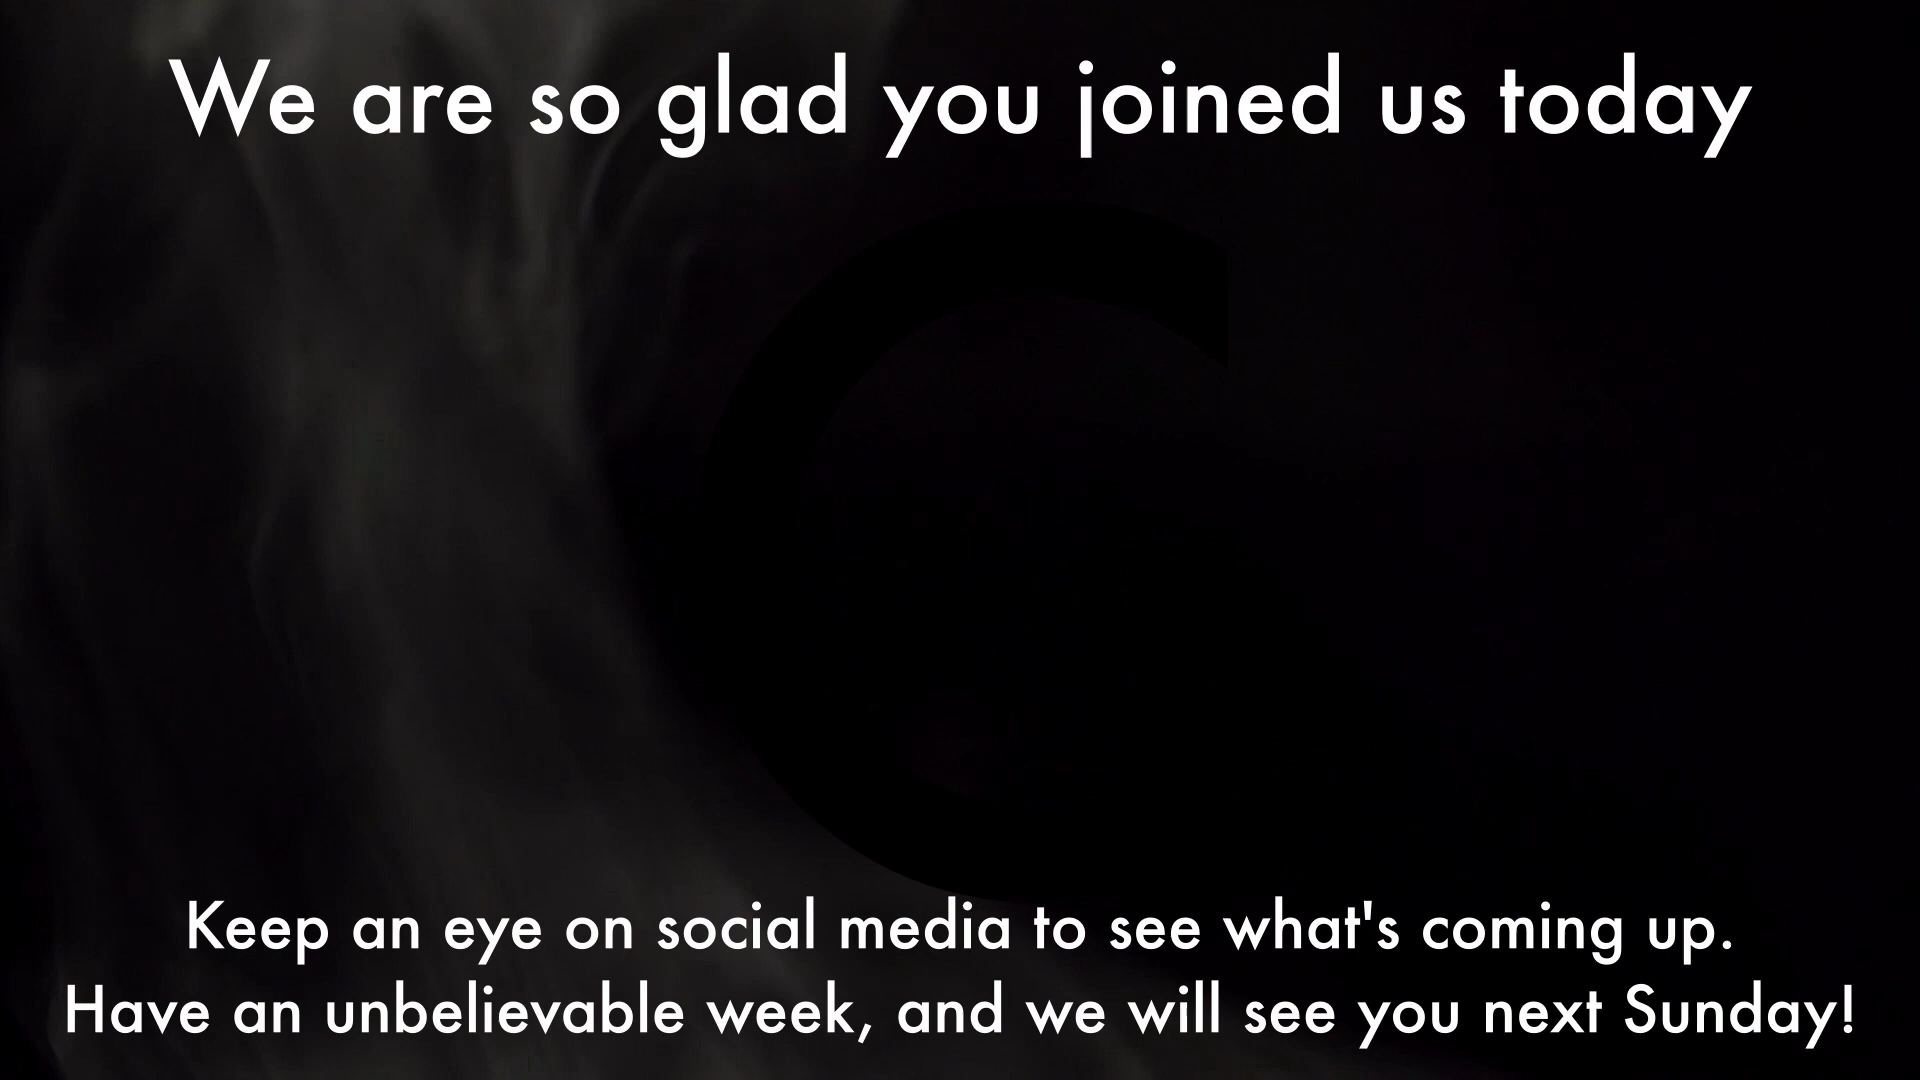 We are so glad you joined us today
Keep an eye on social media to see what's coming up.
Have an unbelievable week, and we will see you next Sunday!